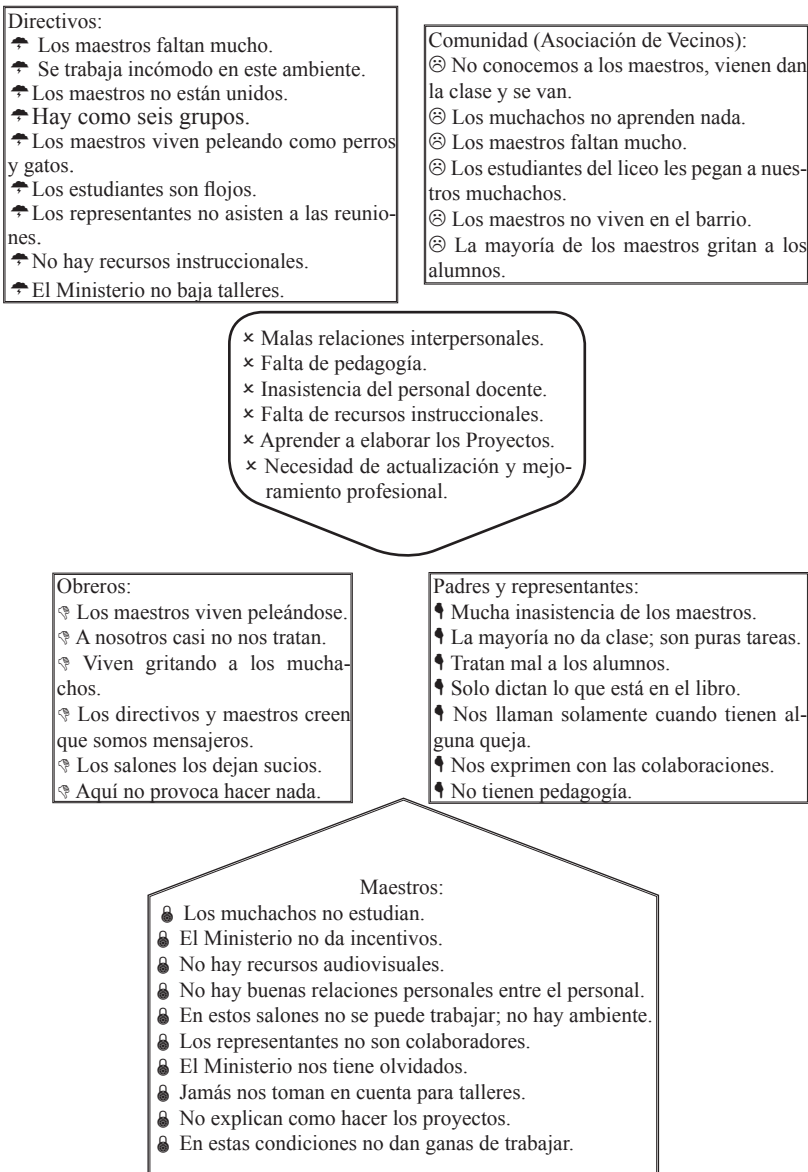 Directivos:
Los maestros faltan mucho.
Se trabaja incómodo en este ambiente.
Los maestros no están unidos.
Hay como seis grupos.
Los maestros viven peleando como perros
y gatos.
Los estudiantes son flojos.
Los representantes no asisten a las reunio-
nes.
No hay recursos instruccionales.
El Ministerio no baja talleres.
Comunidad (Asociación de Vecinos):
☹ No conocemos a los maestros, vienen dan
la clase y se van.
☹ Los muchachos no aprenden nada.
☹ Los maestros faltan mucho.
☹ Los estudiantes del liceo les pegan a nues-
tros muchachos.
☹ Los maestros no viven en el barrio.
☹ La mayoría de los maestros gritan a los
alumnos.
× Malas relaciones interpersonales.
× Falta de pedagogía.
× Inasistencia del personal docente.
× Falta de recursos instruccionales.
× Aprender a elaborar los Proyectos.
× Necesidad de actualización y mejo-
ramiento profesional.
Obreros:
Los maestros viven peleándose.
A nosotros casi no nos tratan.
Viven gritando a los mucha-
chos.
Los directivos y maestros creen
que somos mensajeros.
Los salones los dejan sucios.
Aquí no provoca hacer nada.
Padres y representantes:
Mucha inasistencia de los maestros.
La mayoría no da clase; son puras tareas.
Tratan mal a los alumnos.
Solo dictan lo que está en el libro.
Nos llaman solamente cuando tienen al-
guna queja.
Nos exprimen con las colaboraciones.
No tienen pedagogía.
Maestros:
Los muchachos no estudian.
El Ministerio no da incentivos.
No hay recursos audiovisuales.
No hay buenas relaciones personales entre el personal.
En estos salones no se puede trabajar; no hay ambiente.
Los representantes no son colaboradores.
El Ministerio nos tiene olvidados.
Jamás nos toman en cuenta para talleres.
No explican como hacer los proyectos.
En estas condiciones no dan ganas de trabajar.